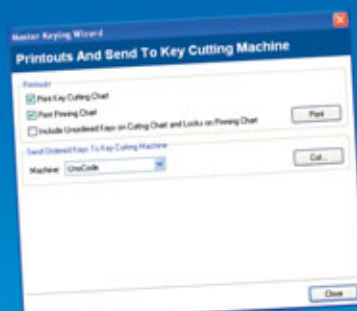 Master Keying Wizard
Printouts And Send To Key Cutting Machine
Printouts
Print Key Cutting Chart
Print Pinning Chart
Include Unordered Keys on Cutting Chart and Locks on Pinning Chart
Print
Send Ordered Keys To Key Cutting Machine
Machine: UnoCode
Cut...
Close